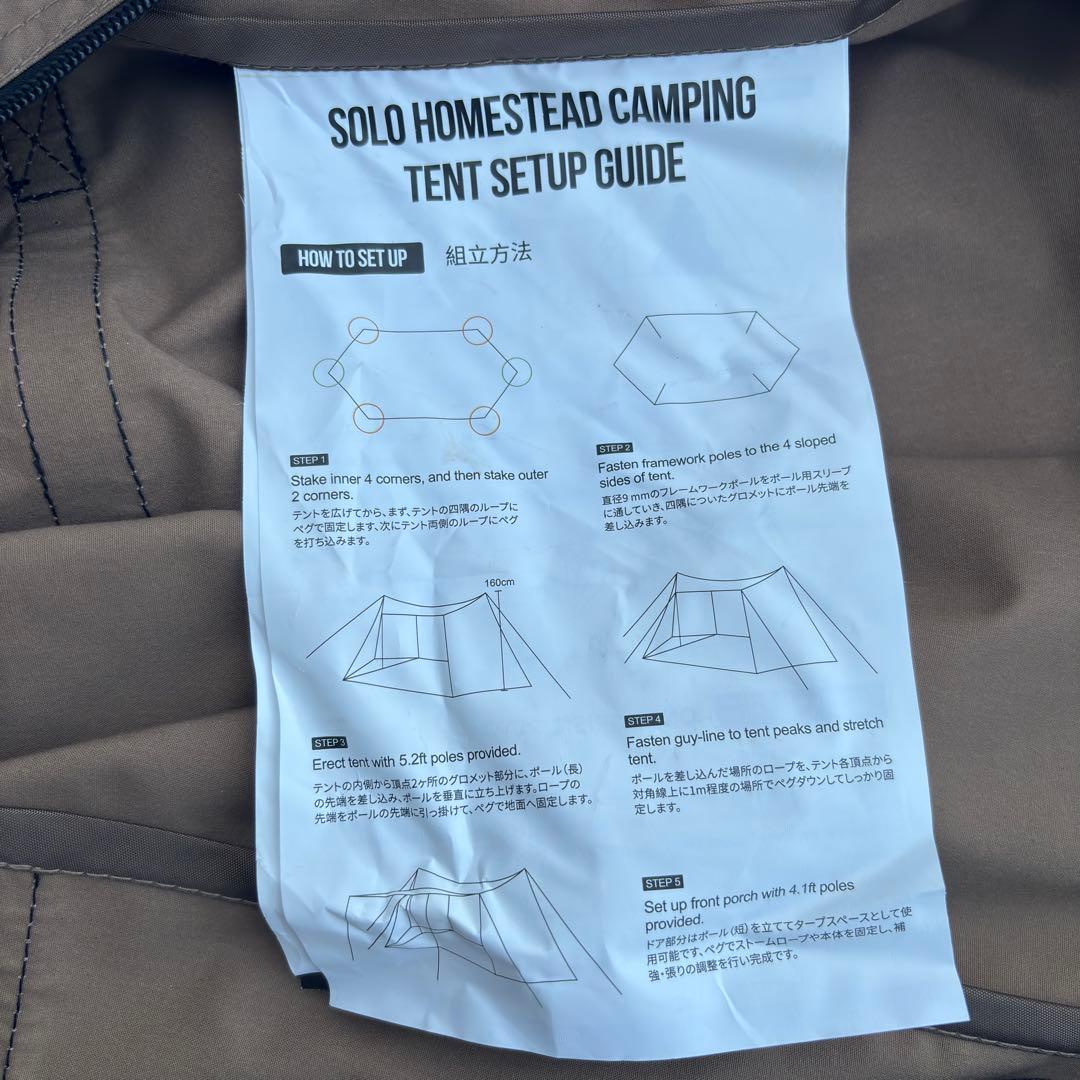 SOLO HOMESTEAD CAMPING
TENT SETUP GUIDE
HOW TO SET UP 組立方法
STEP 1
Stake inner 4 corners, and then stake outer
2 corners.
テントを広げてから、まず、テントの四隅のループに
ペグで固定します、次にテント両側のループにペグ
を打ち込みます。
STEP 2
Fasten framework poles to the 4 sloped
sides of tent.
直径9 mmのフレームワークポールをポール用スリーブ
に通していき、四隅についたグロメットにポール先端を
差し込みます。
160cm
STEP 3
Erect tent with 5.2ft poles provided.
テントの内側から頂点2ヶ所のグロメット部分に、ポール（長）
の先端を差し込み、ポールを垂直に立ち上げます。ロープの
先端をポールの先端に引っ掛けて、ペグで地面へ固定します。
STEP 4
Fasten guy-line to tent peaks and stretch
tent.
ポールを差し込んだ場所のロープを、テント各頂点から
対角線上に1m程度の場所でペグダウンしてしっかり固
定します。
STEP 5
Set up front porch with 4.1ft poles
provided.
ドア部分はポール（短）を立ててタープスペースとして使
用可能です、ペグでストームロープや本体を固定し、補
強・張りの調整を行い完成です。